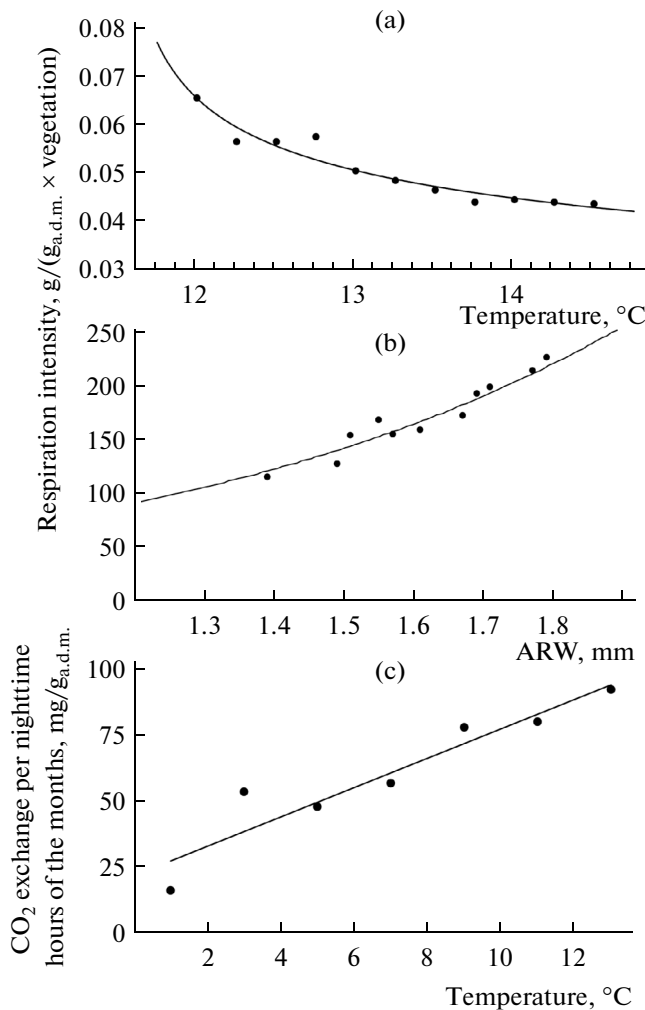 (a)
Respiration intensity, g/(g_a.d.m. × vegetation)
0.08
0.07
0.06
0.05
0.04
0.03
12 13 14
Temperature, °C
(b)
250
200
150
100
50
0
1.3 1.4 1.5 1.6 1.7 1.8
ARW, mm
(c)
CO₂ exchange per nighttime
hours of the months, mg/g_a.d.m.
100
75
50
25
0
2 4 6 8 10 12
Temperature, °C